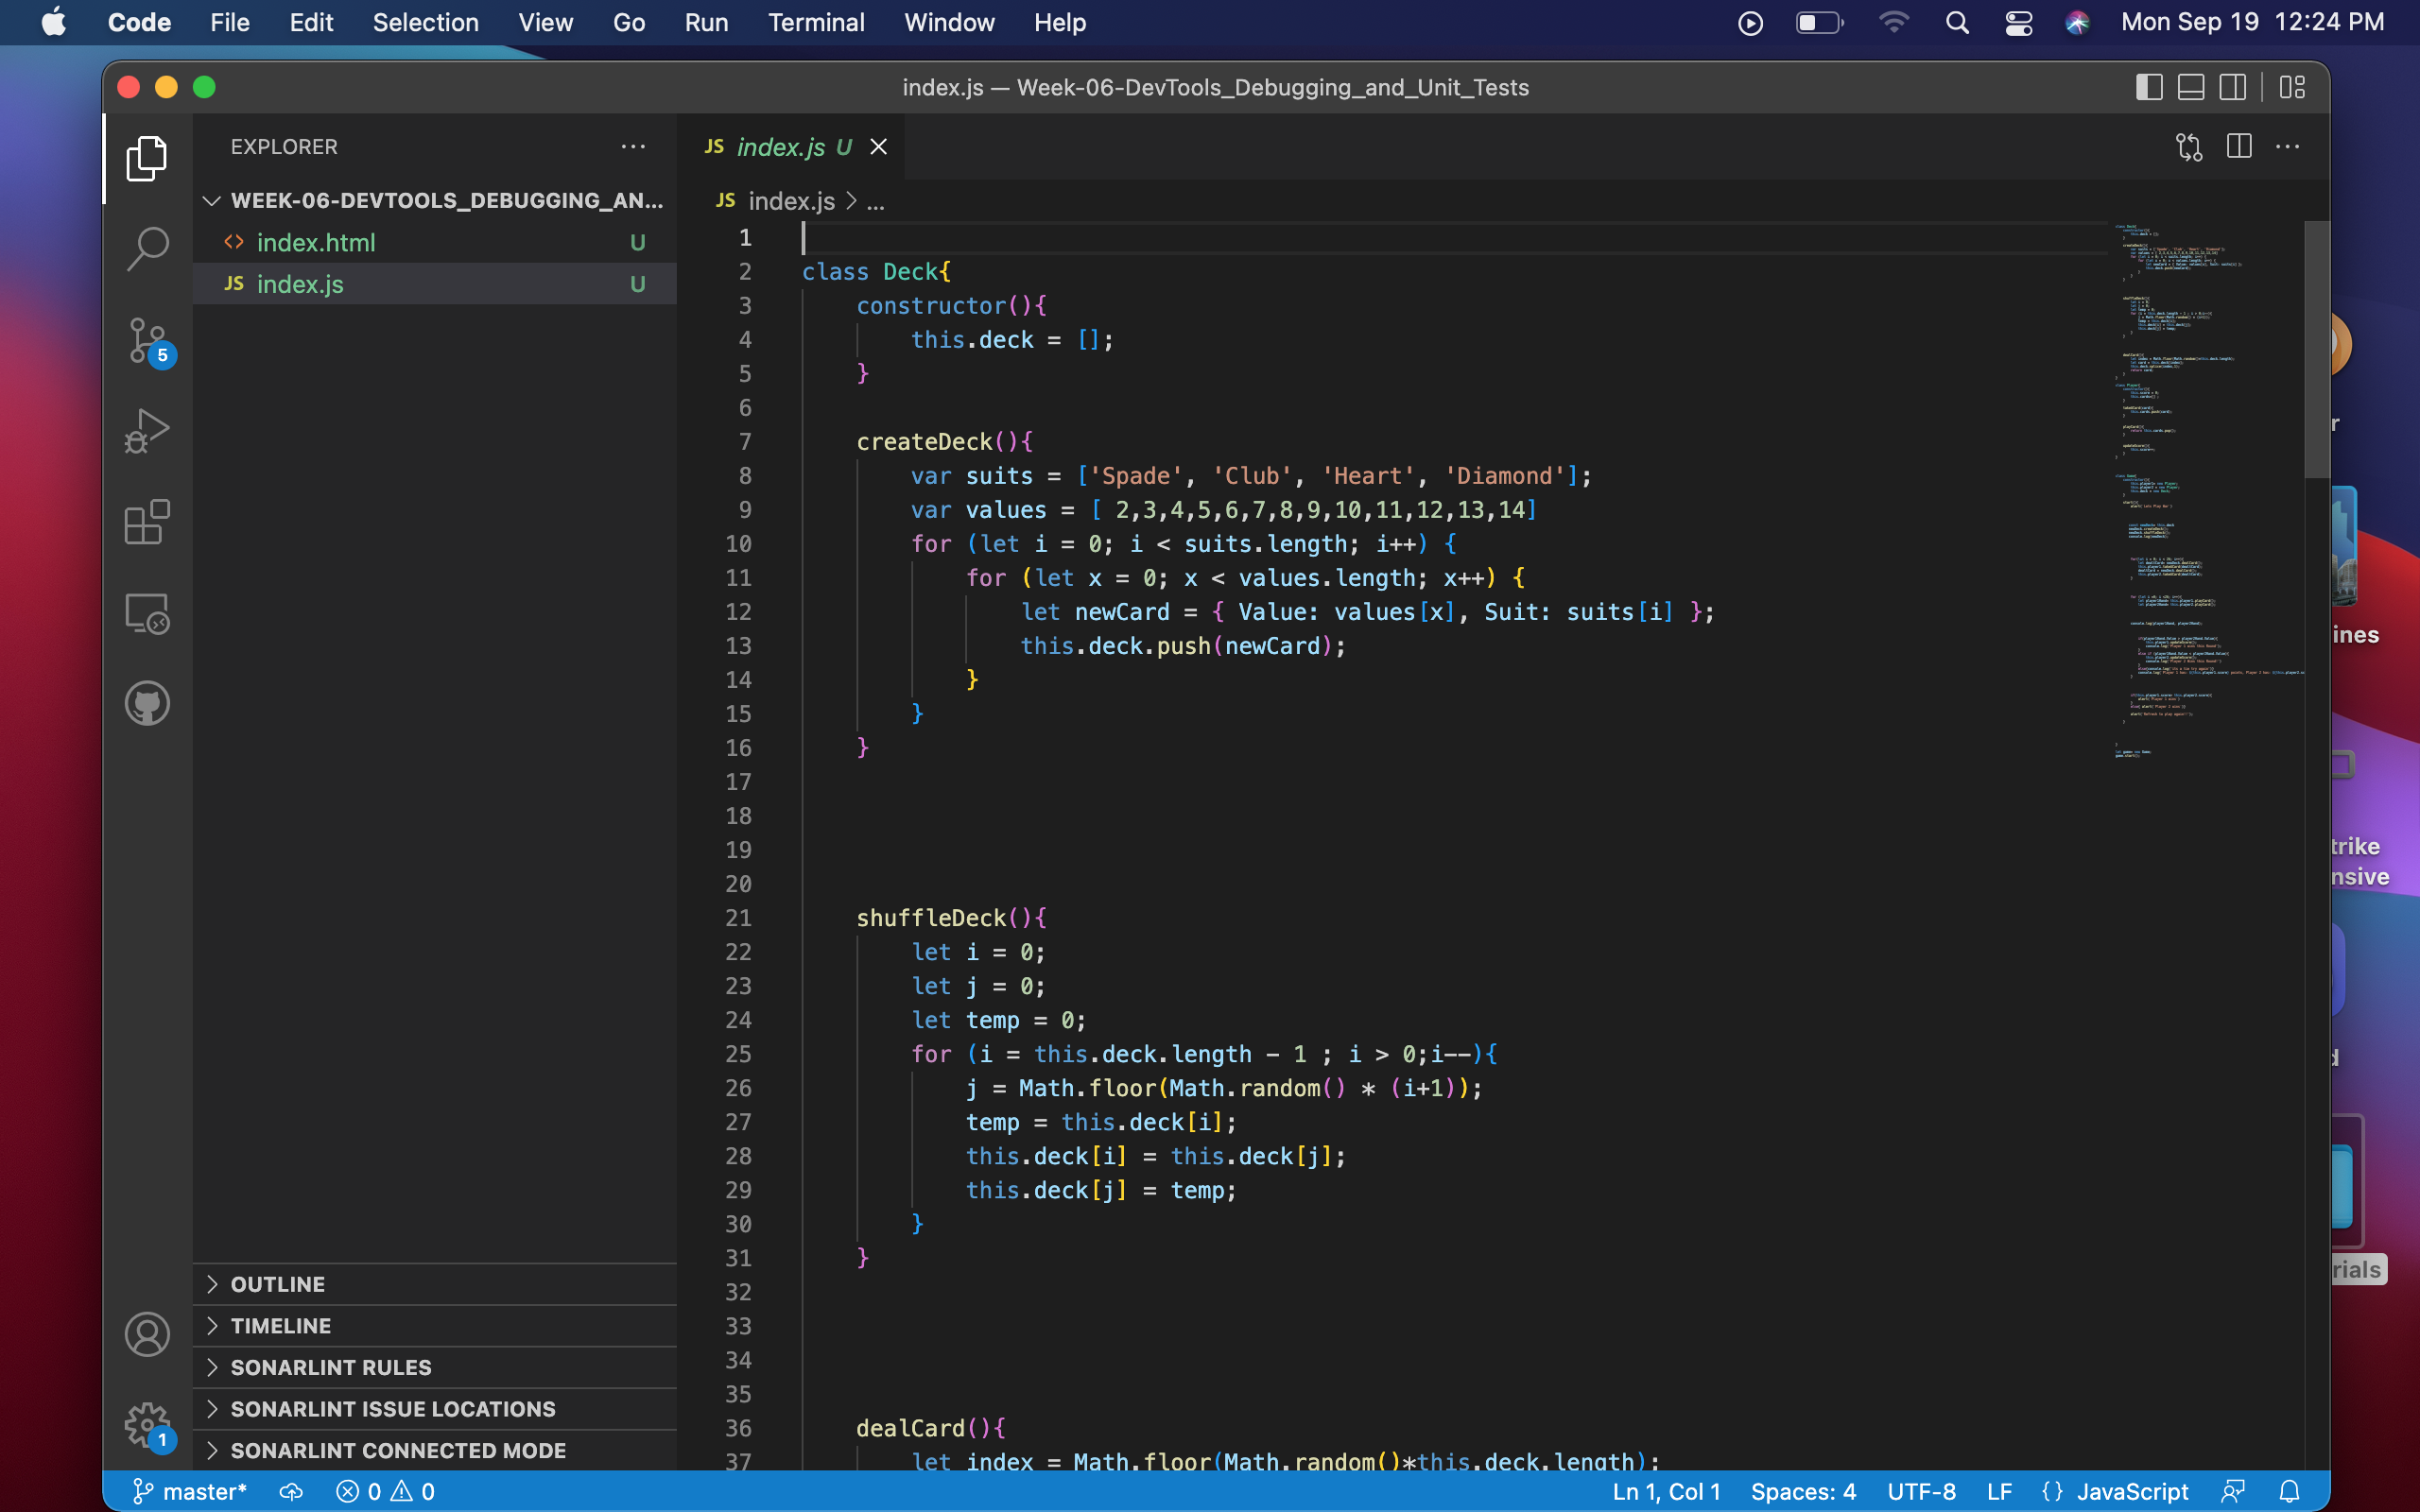 Code File Edit Selection View Go Run Terminal Window Help Mon Sep 19 12:24 PM
index.js — Week-06-DevTools_Debugging_and_Unit_Tests
EXPLORER ...
JS index.js U
WEEK-06-DEVTOOLS_DEBUGGING_AN...
JS index.js > ...
<> index.html U
JS index.js U
5
1
2 class Deck{
3 constructor(){
4 this.deck = [];
5 }
6
7 createDeck(){
8 var suits = ['Spade', 'Club', 'Heart', 'Diamond'];
9 var values = [ 2,3,4,5,6,7,8,9,10,11,12,13,14]
10 for (let i = 0; i < suits.length; i++) {
11 for (let x = 0; x < values.length; x++) {
12 let newCard = { Value: values[x], Suit: suits[i] };
13 this.deck.push(newCard);
14 }
15 }
16 }
17
18
19
20
21 shuffleDeck(){
22 let i = 0;
23 let j = 0;
24 let temp = 0;
25 for (i = this.deck.length - 1 ; i > 0;i--){
26 j = Math.floor(Math.random() * (i+1));
27 temp = this.deck[i];
28 this.deck[i] = this.deck[j];
29 this.deck[j] = temp;
30 }
31 }
32
33
34
35
36 dealCard(){
37 let index = Math.floor(Math.random()*this.deck.length);
OUTLINE
TIMELINE
SONARLINT RULES
SONARLINT ISSUE LOCATIONS
SONARLINT CONNECTED MODE
1
master* 0 0 Ln 1, Col 1 Spaces: 4 UTF-8 LF {} JavaScript
r
ines
trike
nsive
d
rials